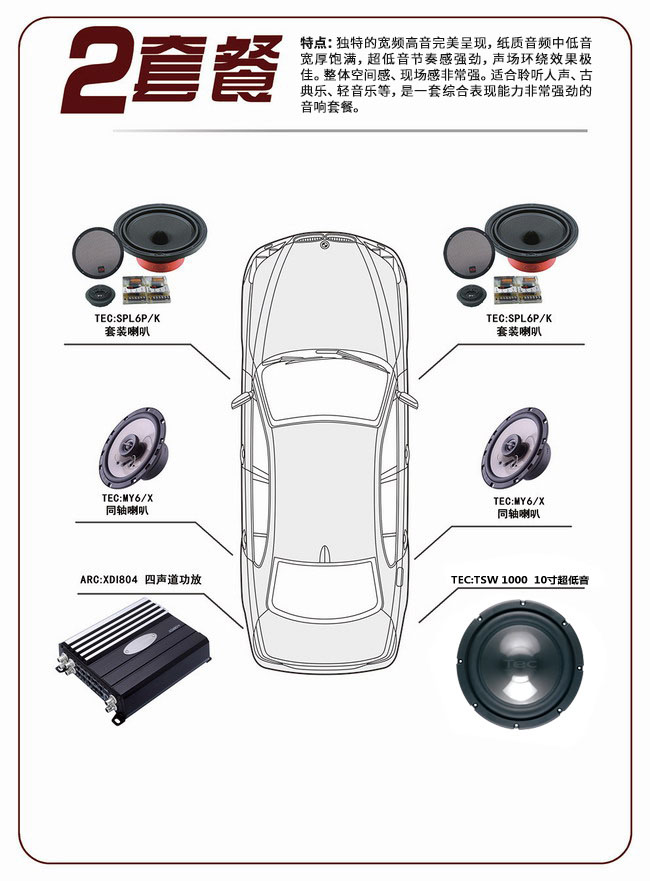 2套餐
特点：独特的宽频高音完美呈现，纸质音频中低音
宽厚饱满，超低音节奏感强劲，声场环绕效果极
佳。整体空间感、现场感非常强。适合聆听人声、古
典乐、轻音乐等，是一套综合表现能力非常强劲的
音响套餐。
TEC:SPL6P/K
套装喇叭
TEC:SPL6P/K
套装喇叭
TEC:MY6/X
同轴喇叭
TEC:MY6/X
同轴喇叭
ARC:XDI804 四声道功放
TEC:TSW 1000 10寸超低音
TEC